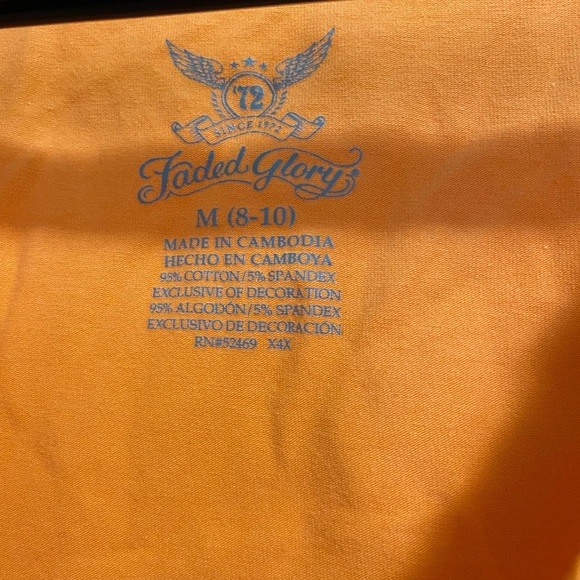 '72
SINCE 1972
Faded Glory
M (8-10)
MADE IN CAMBODIA
HECHO EN CAMBOYA
95% COTTON/5% SPANDEX
EXCLUSIVE OF DECORATION
95% ALGODÓN/5% SPANDEX
EXCLUSIVO DE DECORACIÓN
RN#52469 X4X